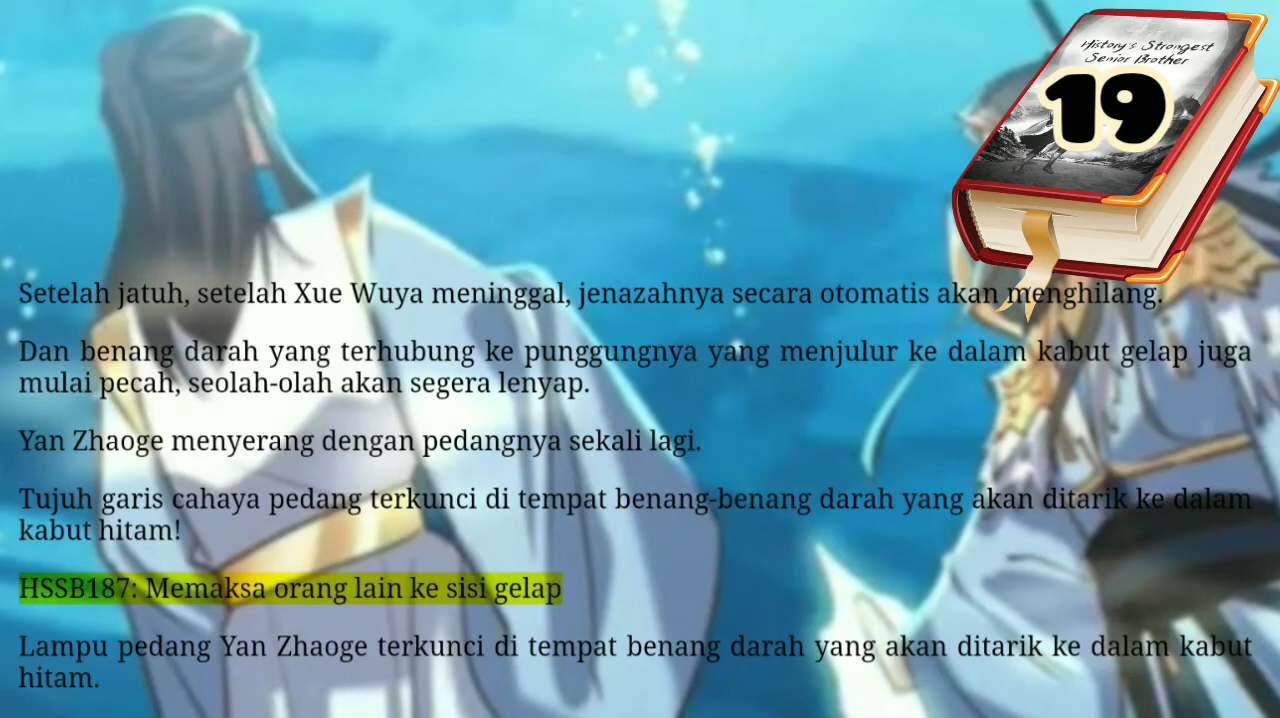 History's Strongest
Senior Brother
19
Setelah jatuh, setelah Xue Wuya meninggal, jenazahnya secara otomatis akan menghilang.
Dan benang darah yang terhubung ke punggungnya yang menjulur ke dalam kabut gelap juga
mulai pecah, seolah-olah akan segera lenyap.
Yan Zhaoge menyerang dengan pedangnya sekali lagi.
Tujuh garis cahaya pedang terkunci di tempat benang-benang darah yang akan ditarik ke dalam
kabut hitam!
HSSB187: Memaksa orang lain ke sisi gelap
Lampu pedang Yan Zhaoge terkunci di tempat benang darah yang akan ditarik ke dalam kabut
hitam.